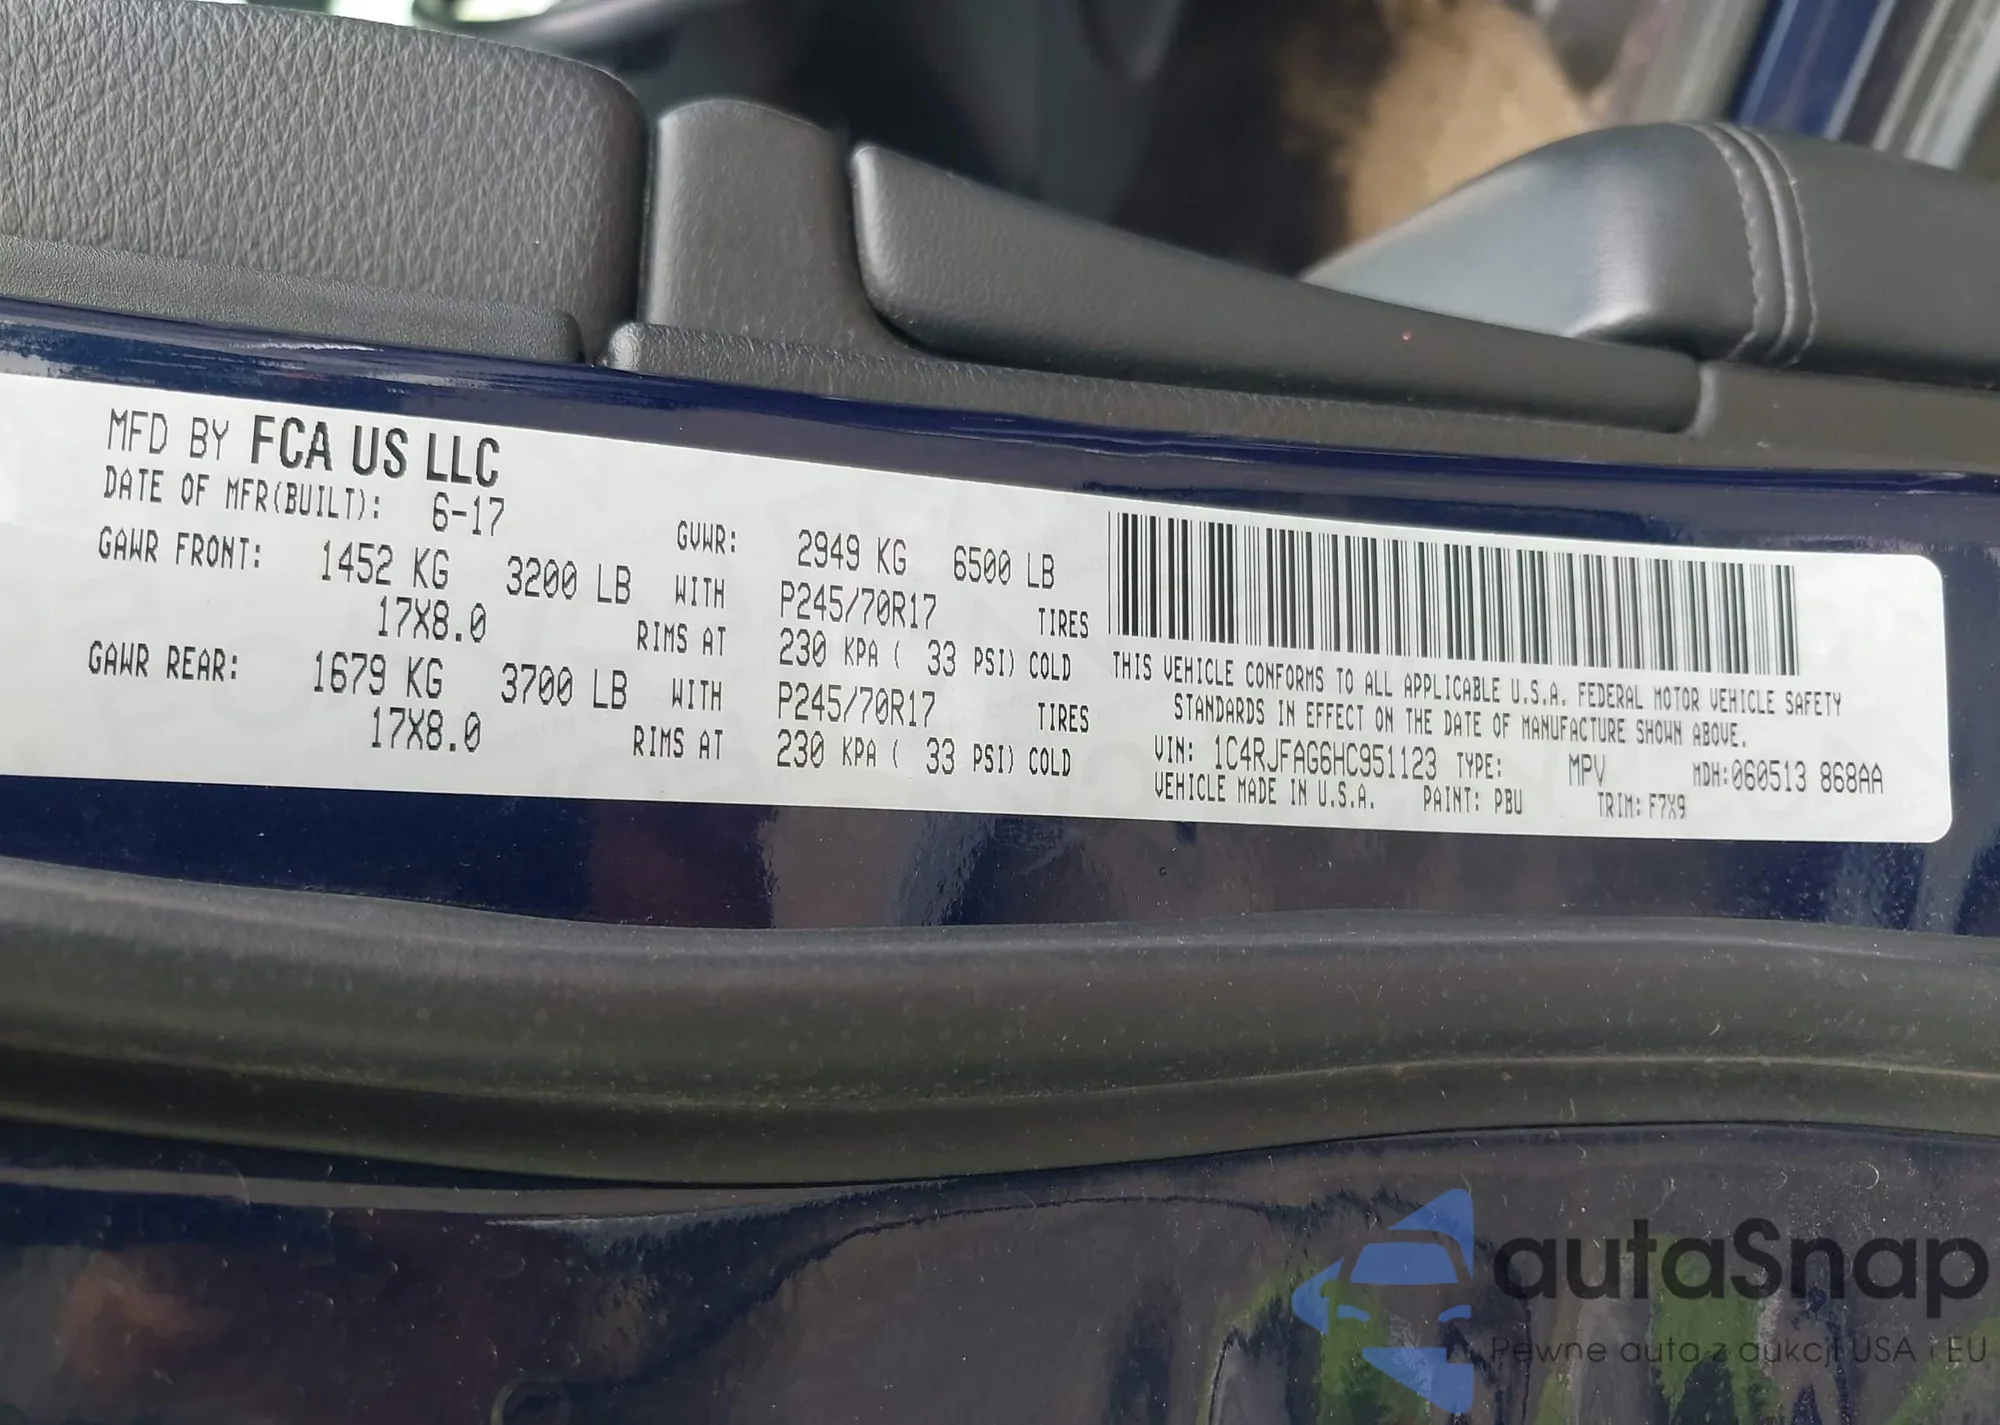 MFD BY FCA US LLC
DATE OF MFR(BUILT): 6-17 GVWR: 2949 KG 6500 LB
GAWR FRONT: 1452 KG 3200 LB WITH P245/70R17 TIRES
17X8.0 RIMS AT 230 KPA ( 33 PSI) COLD
GAWR REAR: 1679 KG 3700 LB WITH P245/70R17 TIRES
17X8.0 RIMS AT 230 KPA ( 33 PSI) COLD
THIS VEHICLE CONFORMS TO ALL APPLICABLE U.S.A. FEDERAL MOTOR VEHICLE SAFETY
STANDARDS IN EFFECT ON THE DATE OF MANUFACTURE SHOWN ABOVE.
VIN: 1C4RJFAG6HC951123 TYPE: MPV MDH:060513 868AA
VEHICLE MADE IN U.S.A. PAINT: PBU TRIM: F7X9
autaSnap
Pewne auta z aukcji USA i EU